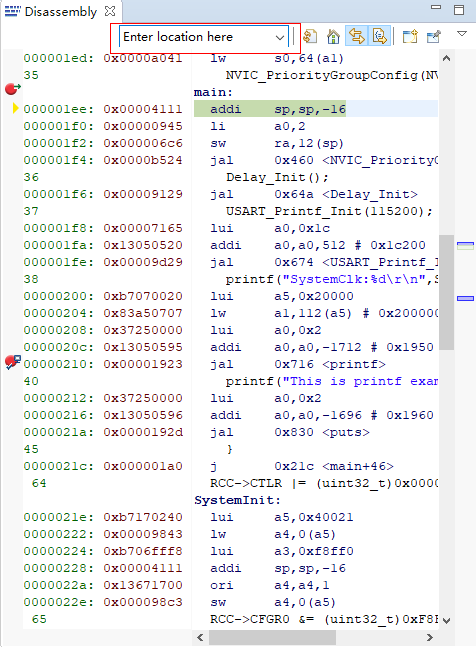 Disassembly
Enter location here
000001ed: 0x0000a041 lw s0,64(a1)
35 NVIC_PriorityGroupConfig(NV
main:
000001ee: 0x00004111 addi sp,sp,-16
000001f0: 0x00000945 li a0,2
000001f2: 0x000006c6 sw ra,12(sp)
000001f4: 0x0000b524 jal 0x460 <NVIC_PriorityG
36 Delay_Init();
000001f6: 0x00009129 jal 0x64a <Delay_Init>
37 USART_Printf_Init(115200);
000001f8: 0x00007165 lui a0,0x1c
000001fa: 0x13050520 addi a0,a0,512 # 0x1c200
000001fe: 0x00009d29 jal 0x674 <USART_Printf_I
38 printf("SystemClk:%d\r\n",S
00000200: 0xb7070020 lui a5,0x20000
00000204: 0x83a50707 lw a1,112(a5) # 0x200000
00000208: 0x37250000 lui a0,0x2
0000020c: 0x13050595 addi a0,a0,-1712 # 0x1950
00000210: 0x00001923 jal 0x716 <printf>
40 printf("This is printf exam
00000212: 0x37250000 lui a0,0x2
00000216: 0x13050596 addi a0,a0,-1696 # 0x1960
0000021a: 0x0000192d jal 0x830 <puts>
45 }
0000021c: 0x000001a0 j 0x21c <main+46>
64 RCC->CTLR |= (uint32_t)0x0000
SystemInit:
0000021e: 0xb7170240 lui a5,0x40021
00000222: 0x00009843 lw a4,0(a5)
00000224: 0xb706fff8 lui a3,0xf8ff0
00000228: 0x00004111 addi sp,sp,-16
0000022a: 0x13671700 ori a4,a4,1
0000022e: 0x000098c3 sw a4,0(a5)
65 RCC->CFGR0 &= (uint32_t)0xF8F